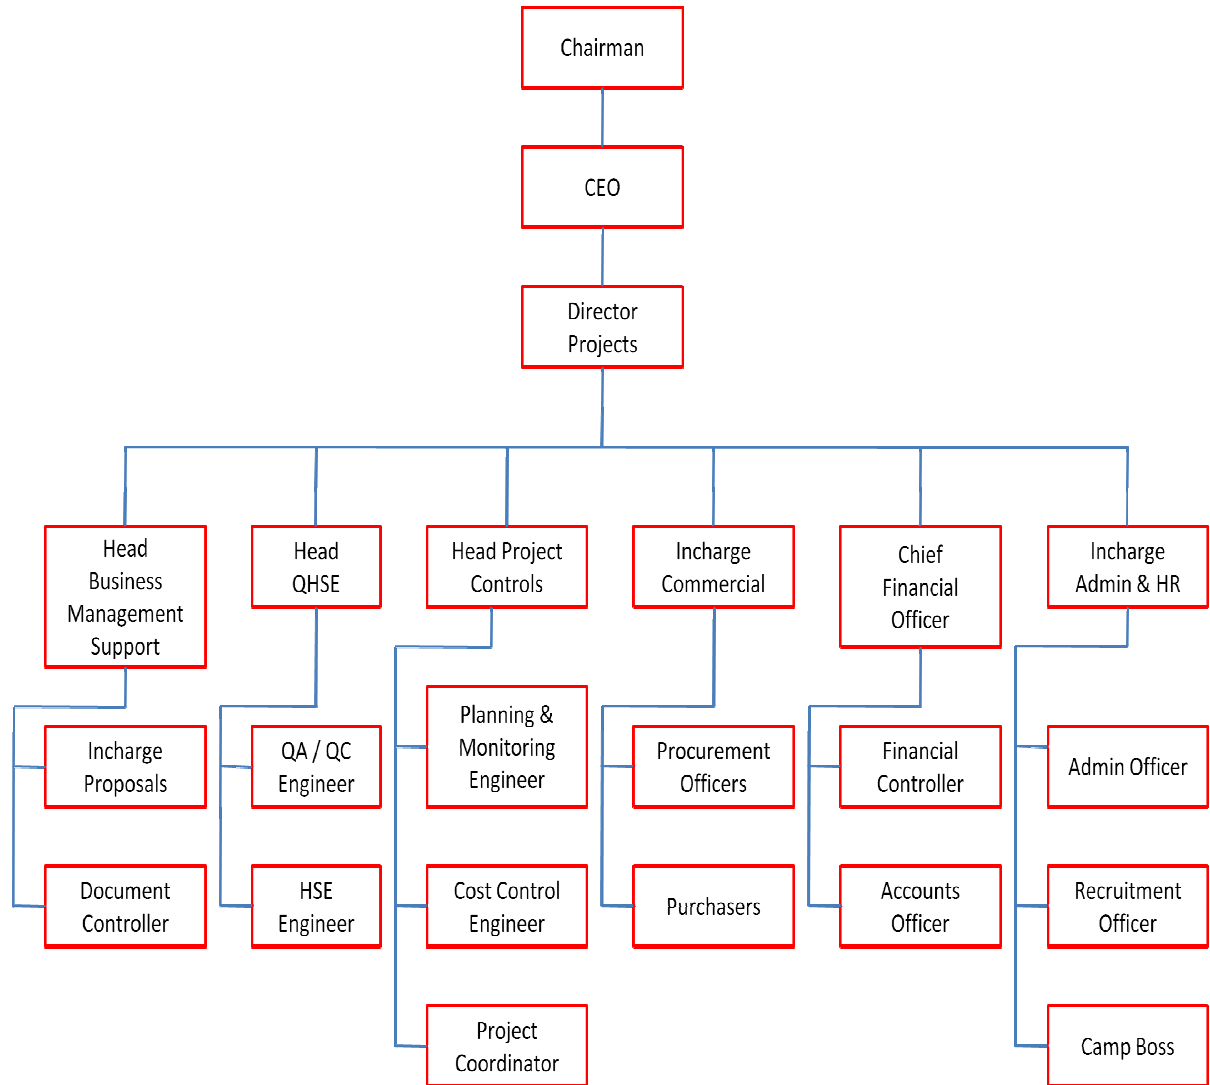 Chairman
CEO
Director
Projects
Head
Business
Management
Support
Head
QHSE
Head Project
Controls
Incharge
Commercial
Chief
Financial
Officer
Incharge
Admin & HR
Incharge
Proposals
QA / QC
Engineer
Planning &
Monitoring
Engineer
Procurement
Officers
Financial
Controller
Admin Officer
Document
Controller
HSE
Engineer
Cost Control
Engineer
Purchasers
Accounts
Officer
Recruitment
Officer
Project
Coordinator
Camp Boss